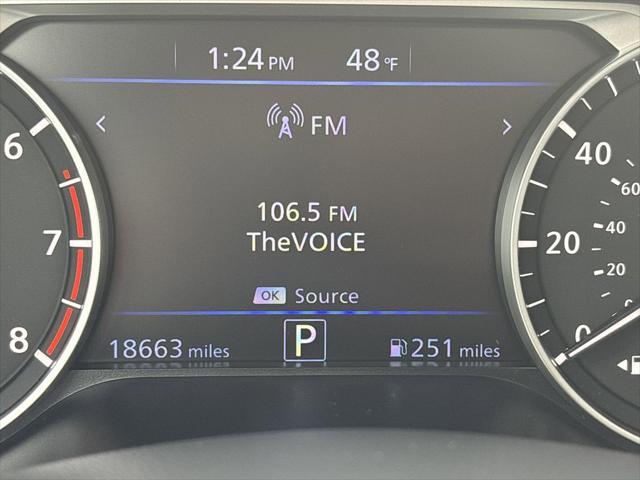 1:24 PM 48 °F
< FM >
106.5 FM
TheVOICE
OK Source
18663 miles P 251 miles
6
7
8
40
20
0
60
40
20